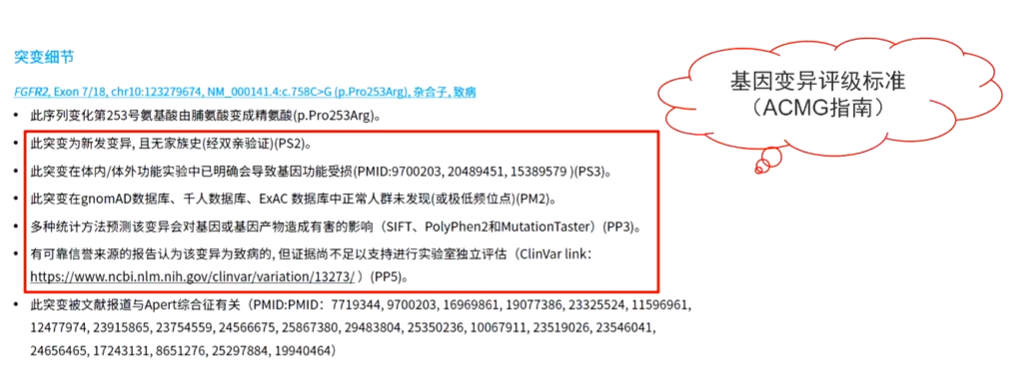 突变细节
基因变异评级标准
（ACMG指南）
FGFR2, Exon 7/18, chr10:123279674, NM_000141.4:c.758C>G (p.Pro253Arg), 杂合子, 致病
• 此序列变化第253号氨基酸由脯氨酸变成精氨酸(p.Pro253Arg)。
• 此突变为新发变异, 且无家族史(经双亲验证)(PS2)。
• 此突变在体内/体外功能实验中已明确会导致基因功能受损(PMID:9700203, 20489451, 15389579 )(PS3)。
• 此突变在gnomAD数据库、千人数据库、ExAC 数据库中正常人群未发现(或极低频位点)(PM2)。
• 多种统计方法预测该变异会对基因或基因产物造成有害的影响（SIFT、PolyPhen2和MutationTaster）(PP3)。
• 有可靠信誉来源的报告认为该变异为致病的, 但证据尚不足以支持进行实验室独立评估（ClinVar link：
https://www.ncbi.nlm.nih.gov/clinvar/variation/13273/ ）(PP5)。
• 此突变被文献报道与Apert综合征有关（PMID:PMID：7719344, 9700203, 16969861, 19077386, 23325524, 11596961,
12477974, 23915865, 23754559, 24566675, 25867380, 29483804, 25350236, 10067911, 23519026, 23546041,
24656465, 17243131, 8651276, 25297884, 19940464）